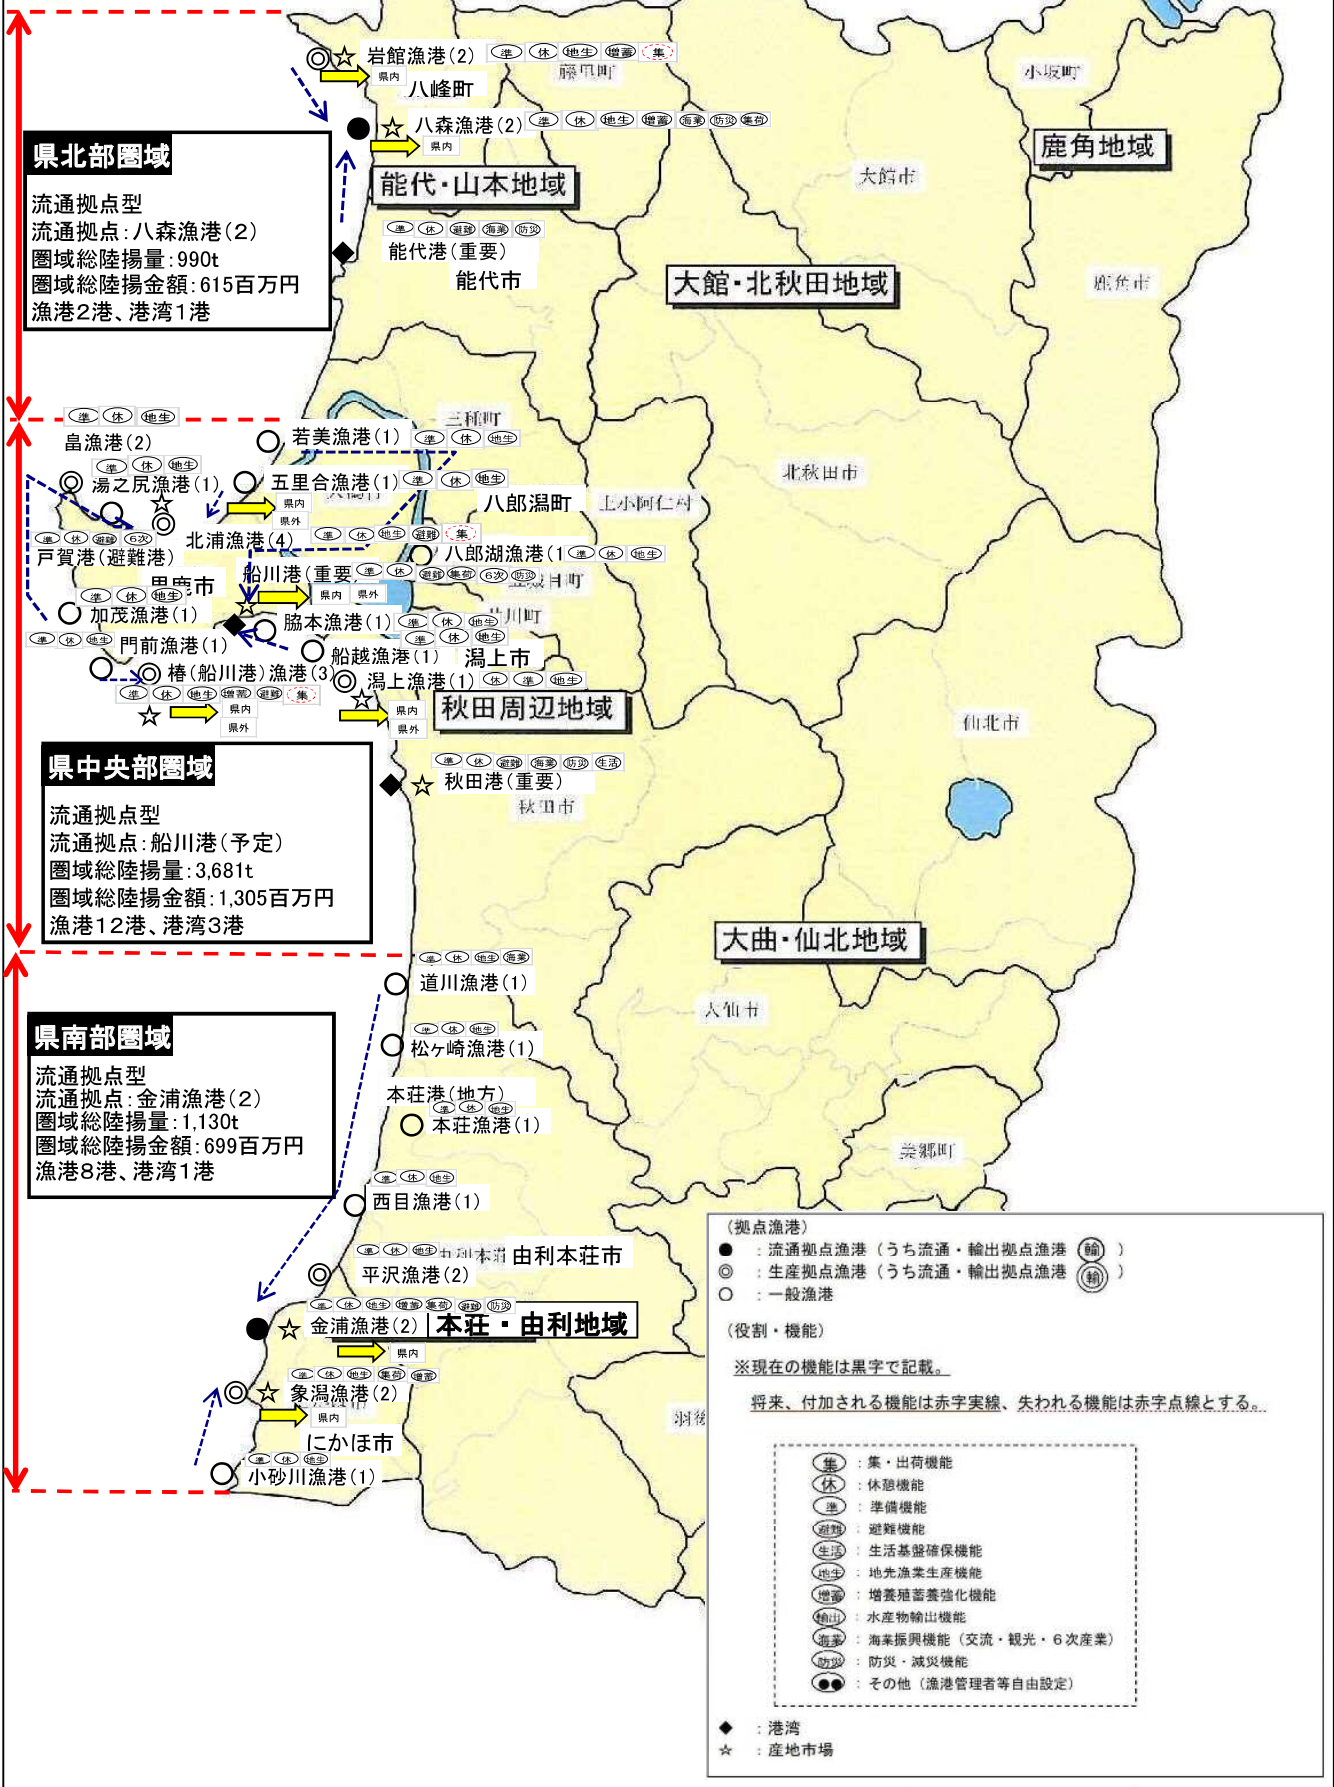 岩館漁港(2) 準 休 地生 増蓄 集
県内
藤里町
小坂町
八峰町
八森漁港(2) 準 休 地生 増蓄 海業 防災 集荷
県内
鹿角地域
県北部圏域
流通拠点型
流通拠点:八森漁港(2)
圏域総陸揚量:990t
圏域総陸揚金額:615百万円
漁港2港、港湾1港
能代・山本地域
大館市
準 休 避難 海業 防災
能代港(重要)
能代市
大館・北秋田地域
鹿角市
準 休 地生
畠漁港(2)
三種町
若美漁港(1) 準 休 地生
準 休 地生
湯之尻漁港(1)
五里合漁港(1) 準 休 地生
県内
県外
八郎潟町
上小阿仁村
北秋田市
準 休 避難 6次
戸賀港(避難港)
北浦漁港(4) 準 休 地生 避難 集
八郎湖漁港(1 準 休 地生
男鹿市
船川港(重要 準 休 避難 集荷 6次 防災
県内 県外
準 休 地生
加茂漁港(1)
脇本漁港(1) 準 休 地生
準 休 地生
門前漁港(1)
準 休 地生
船越漁港(1)
潟上市
椿(船川港)漁港(3)
準 休 地生 増蓄 避難 集
県内
県外
潟上漁港(1) 休 準 地生
県内
県外
秋田周辺地域
仙北市
準 休 避難 海業 防災 生活
秋田港(重要)
秋田市
県中央部圏域
流通拠点型
流通拠点:船川港(予定)
圏域総陸揚量:3,681t
圏域総陸揚金額:1,305百万円
漁港12港、港湾3港
大曲・仙北地域
準 休 地生 海業
道川漁港(1)
大仙市
県南部圏域
流通拠点型
流通拠点:金浦漁港(2)
圏域総陸揚量:1,130t
圏域総陸揚金額:699百万円
漁港8港、港湾1港
準 休 地生
松ヶ崎漁港(1)
本荘港(地方)
準 休 地生
本荘漁港(1)
美郷町
準 休 地生
西目漁港(1)
準 休 地生
由利本荘市
平沢漁港(2)
準 休 地生 増蓄 集荷 避難 防災
金浦漁港(2)
本荘・由利地域
県内
準 休 地生 集荷 増蓄
象潟漁港(2)
県内
にかほ市
準 休 地生
小砂川漁港(1)
羽後
(拠点漁港)
● :流通拠点漁港(うち流通・輸出拠点漁港 輸 )
◎ :生産拠点漁港(うち流通・輸出拠点漁港 輸 )
○ :一般漁港
(役割・機能)
※現在の機能は黒字で記載。
将来、付加される機能は赤字実線、失われる機能は赤字点線とする。
集 :集・出荷機能
休 :休憩機能
準 :準備機能
避難 :避難機能
生活 :生活基盤確保機能
地生 :地先漁業生産機能
増蓄 :増養殖蓄養強化機能
輸出 :水産物輸出機能
海業 :海業振興機能(交流・観光・6次産業)
防災 :防災・減災機能
●● :その他(漁港管理者等自由設定)
◆ :港湾
☆ :産地市場